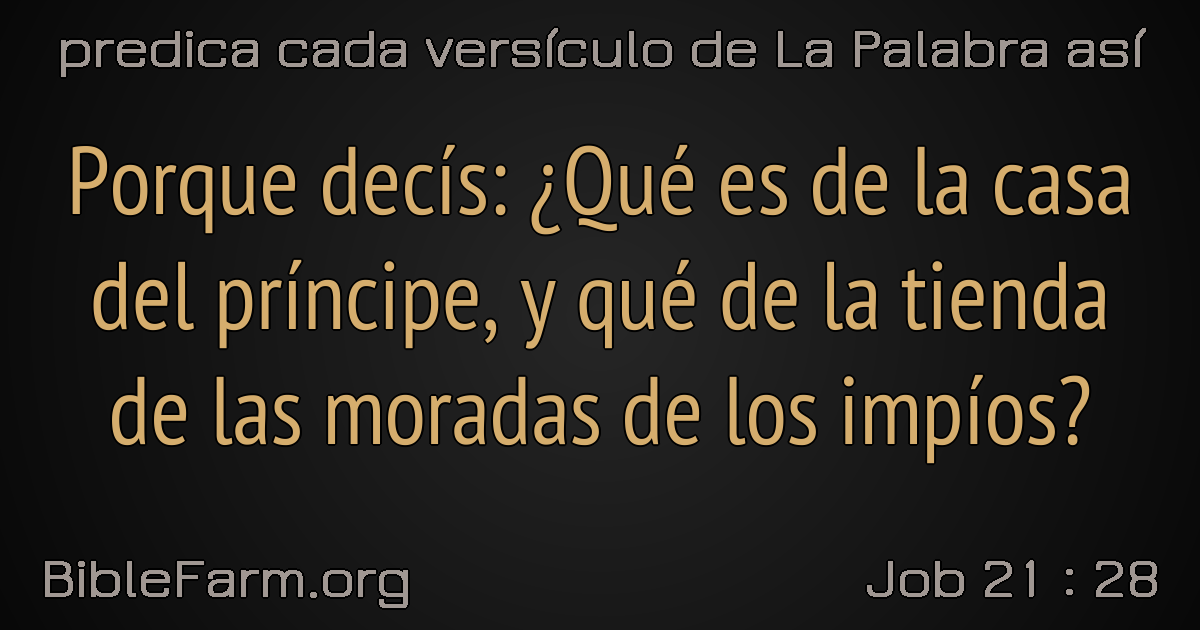 predica cada versículo de La Palabra así
Porque decís: ¿Qué es de la casa
del príncipe, y qué de la tienda
de las moradas de los impíos?
BibleFarm.org
Job 21 : 28